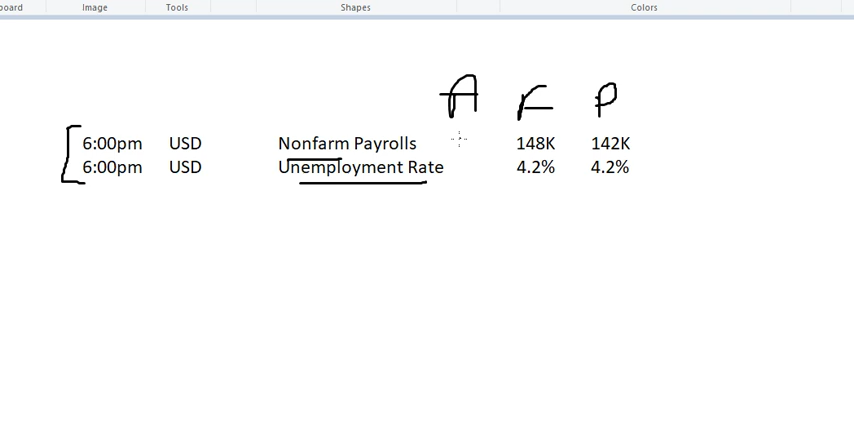 Image Tools Shapes Colors
A F P
6:00pm USD Nonfarm Payrolls 148K 142K
6:00pm USD Unemployment Rate 4.2% 4.2%